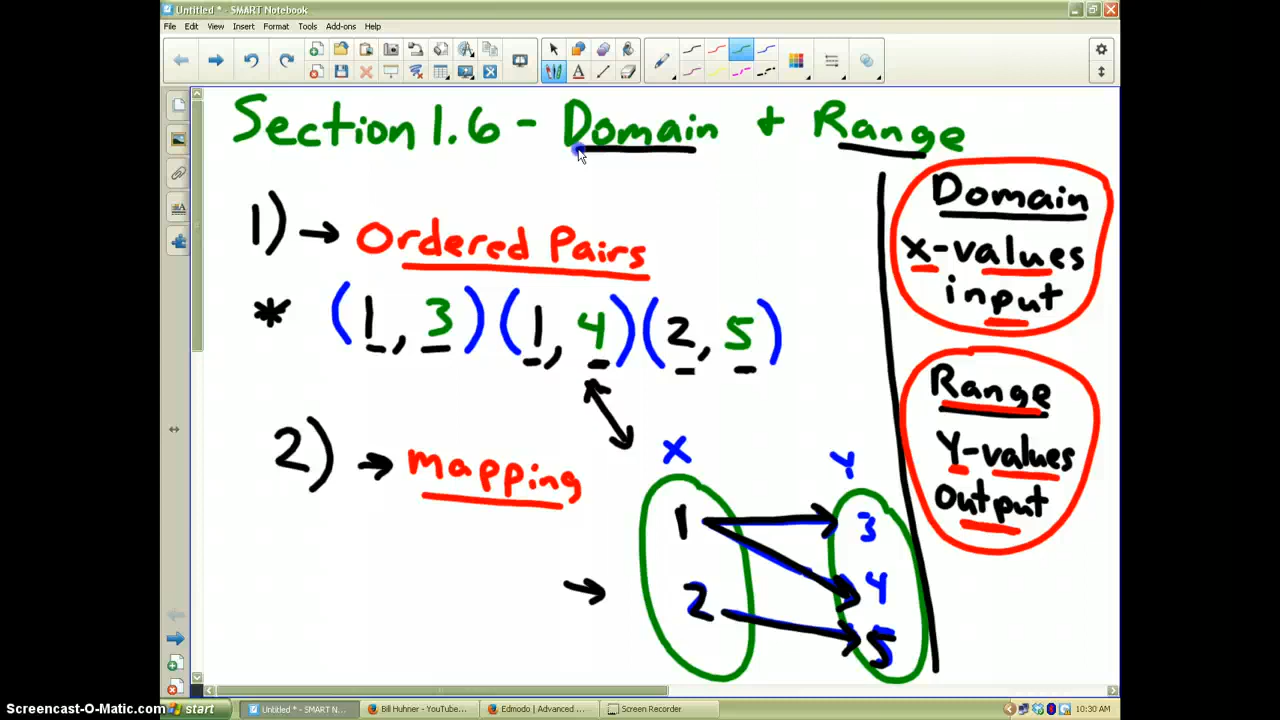 Untitled * - SMART Notebook
File Edit View Insert Format Tools Add-ons Help
Section 1.6 - Domain + Range
1) → Ordered Pairs
* (1, 3) (1, 4) (2, 5)
2) → mapping
X Y
1 3
4
2 5
Domain
x-values
input
Range
Y-values
output
start Untitled * - SMART N... Bill Huhner - YouTube... Edmodo | Advanced ... Screen Recorder 10:30 AM
Screencast-O-Matic.com